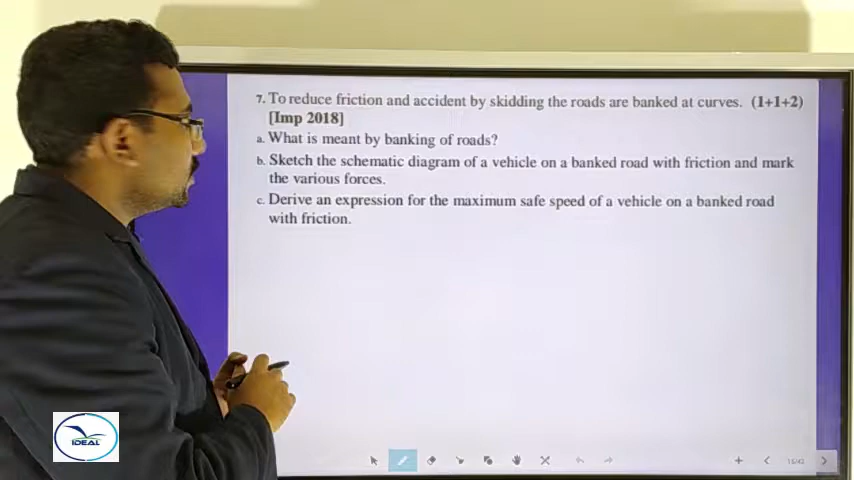 7. To reduce friction and accident by skidding the roads are banked at curves. (1+1+2)
[Imp 2018]
a. What is meant by banking of roads?
b. Sketch the schematic diagram of a vehicle on a banked road with friction and mark
the various forces.
c. Derive an expression for the maximum safe speed of a vehicle on a banked road
with friction.
IDEAL